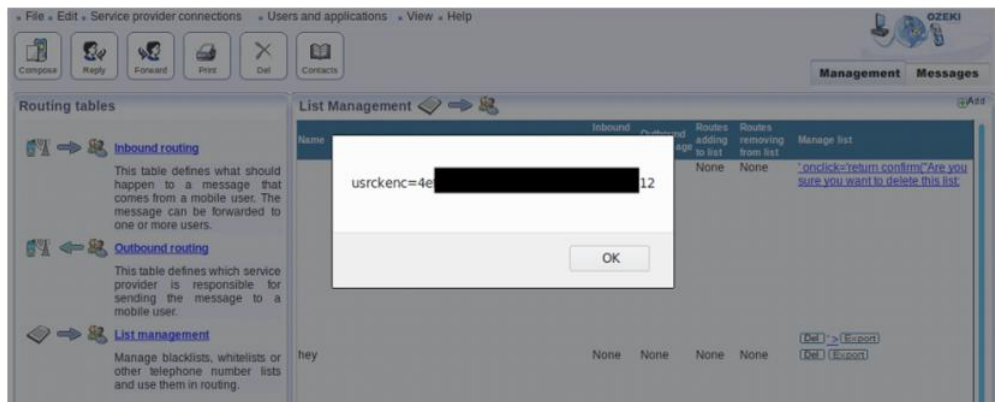 File Edit Service provider connections Users and applications View Help
OZEKI
Compose Reply Forward Print Del Contacts
Management Messages
Routing tables
List Management
Add
Name Inbound Routes adding to list Routes removing from list Manage list
Inbound routing
This table defines what should
happen to a message that
comes from a mobile user. The
message can be forwarded to
one or more users.
None None ' onclick='return confirm("Are you
sure you want to delete this list:
usrckenc=4e 12
OK
Outbound routing
This table defines which service
provider is responsible for
sending the message to a
mobile user.
List management
Manage blacklists, whitelists or
other telephone number lists
and use them in routing.
Del '> Export
hey None None None None Del Export